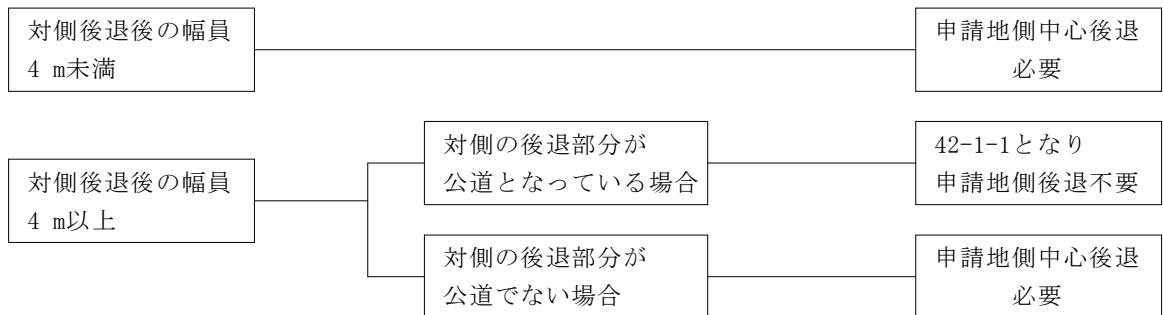 対側後退後の幅員
4 m未満
申請地側中心後退
必要
対側後退後の幅員
4 m以上
対側の後退部分が
公道となっている場合
42-1-1となり
申請地側後退不要
対側の後退部分が
公道でない場合
申請地側中心後退
必要